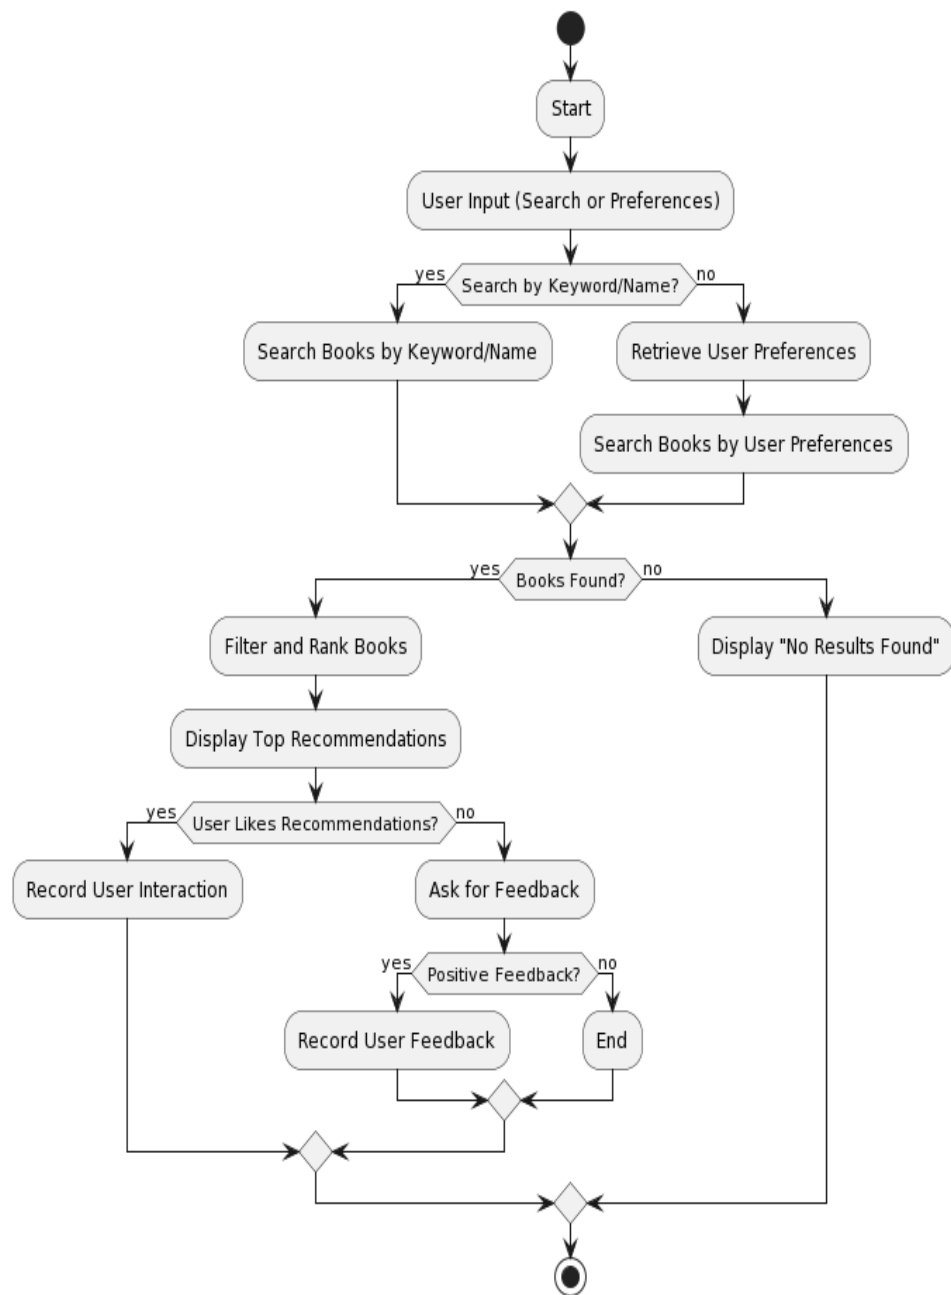 Start
User Input (Search or Preferences)
yes
Search by Keyword/Name?
no
Search Books by Keyword/Name
Retrieve User Preferences
Search Books by User Preferences
yes
Books Found?
no
Filter and Rank Books
Display "No Results Found"
Display Top Recommendations
yes
User Likes Recommendations?
no
Record User Interaction
Ask for Feedback
yes
Positive Feedback?
no
Record User Feedback
End